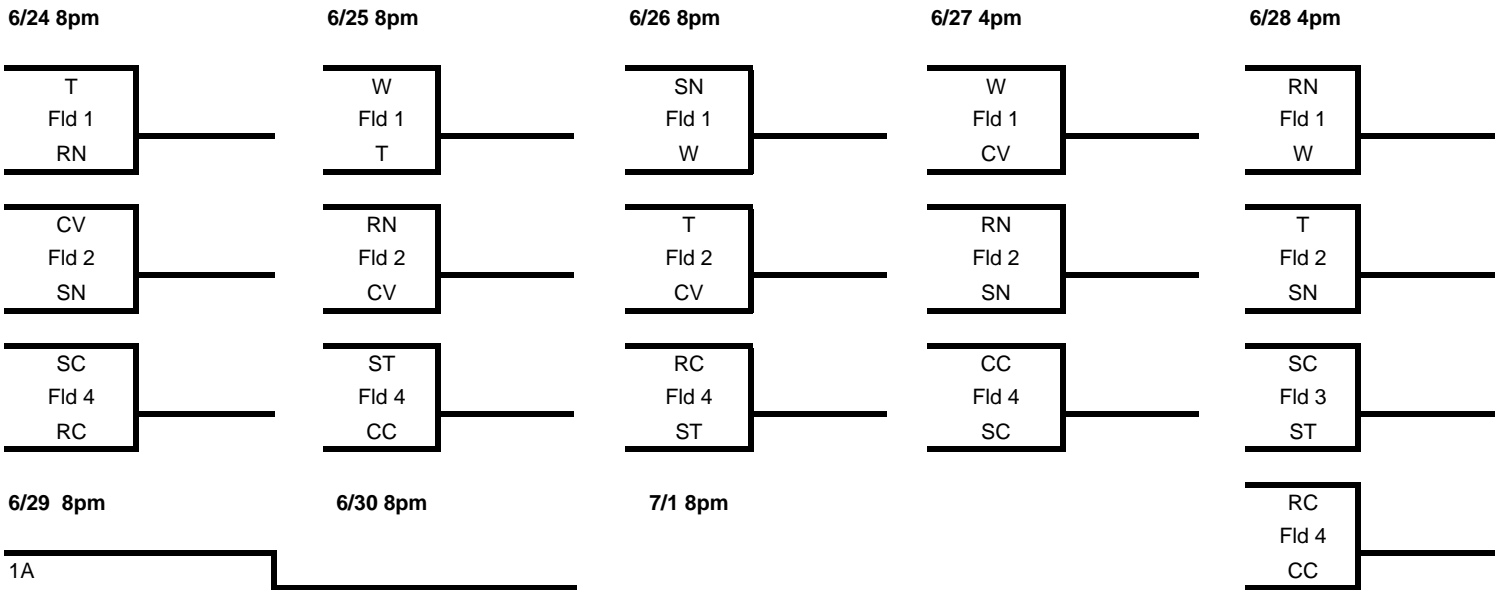 6/24 8pm 6/25 8pm 6/26 8pm 6/27 4pm 6/28 4pm
T W SN W RN
Fld 1 Fld 1 Fld 1 Fld 1 Fld 1
RN T W CV W
CV RN T RN T
Fld 2 Fld 2 Fld 2 Fld 2 Fld 2
SN CV CV SN SN
SC ST RC CC SC
Fld 4 Fld 4 Fld 4 Fld 4 Fld 3
RC CC ST SC ST
6/29 8pm 6/30 8pm 7/1 8pm RC
Fld 4
1A CC